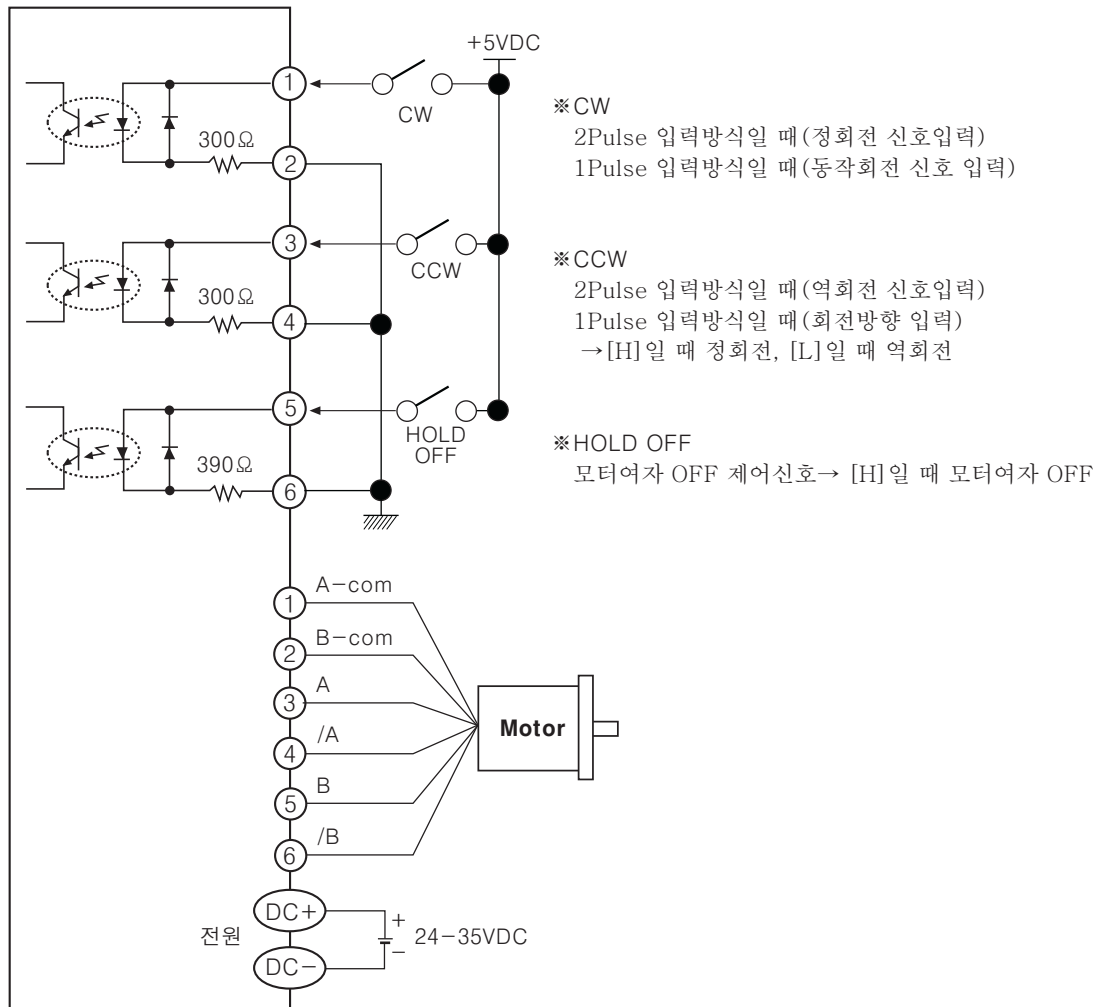 +5VDC
① CW
300Ω
②
③ CCW
300Ω
④
⑤ HOLD
OFF
390Ω
⑥
※CW
2Pulse 입력방식일 때(정회전 신호입력)
1Pulse 입력방식일 때(동작회전 신호 입력)
※CCW
2Pulse 입력방식일 때(역회전 신호입력)
1Pulse 입력방식일 때(회전방향 입력)
→[H]일 때 정회전, [L]일 때 역회전
※HOLD OFF
모터여자 OFF 제어신호→ [H]일 때 모터여자 OFF
① A-com
② B-com
③ A
④ /A
⑤ B
⑥ /B
Motor
전원
DC+
DC-
+
24-35VDC
-